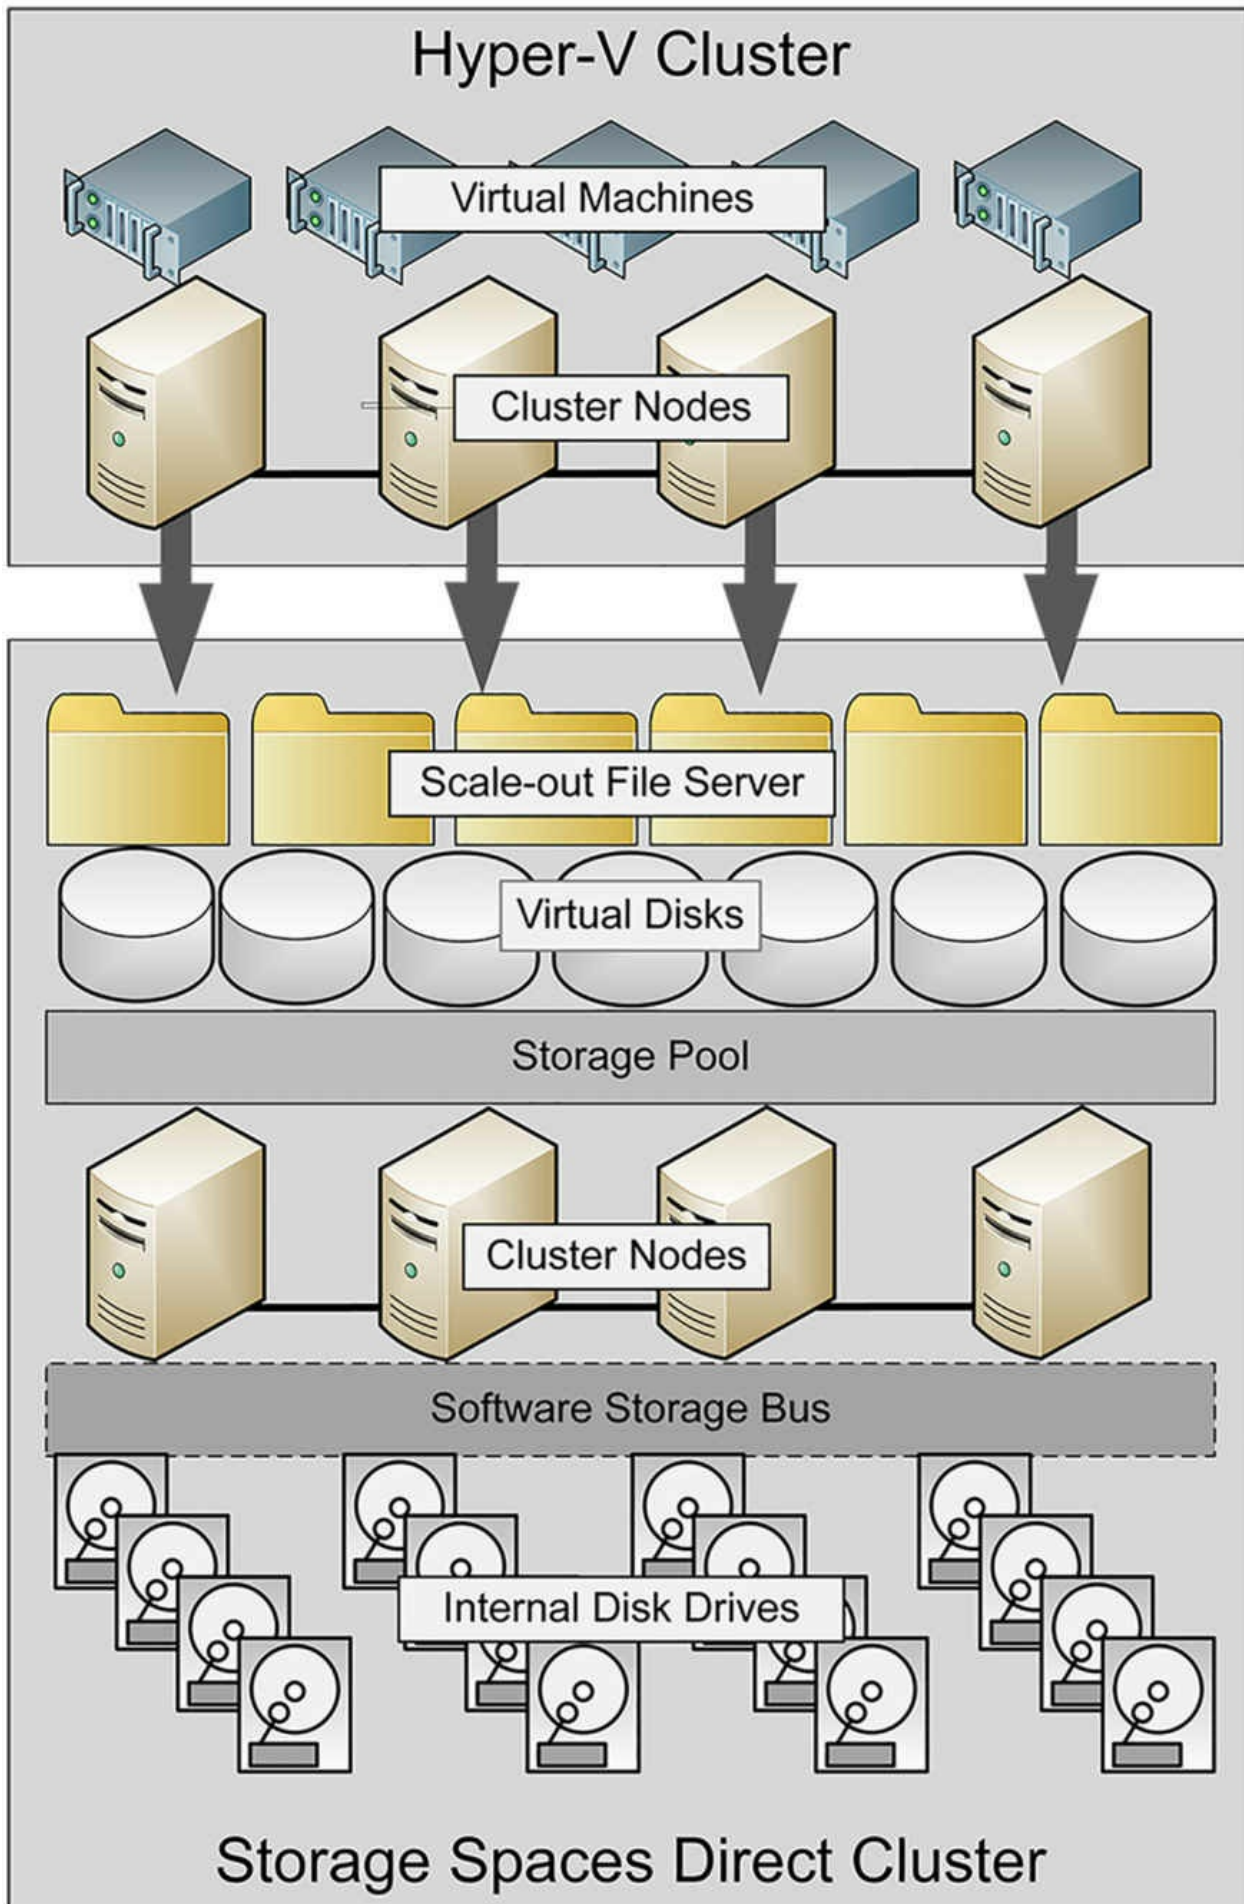 Hyper-V Cluster
Virtual Machines
Cluster Nodes
Scale-out File Server
Virtual Disks
Storage Pool
Cluster Nodes
Software Storage Bus
Internal Disk Drives
Storage Spaces Direct Cluster